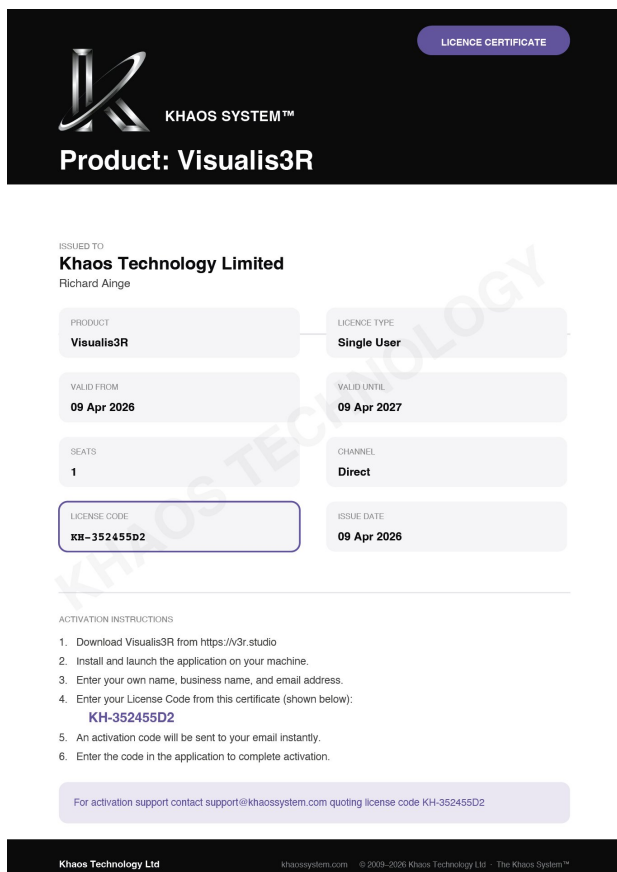 LICENCE CERTIFICATE
KHAOS SYSTEM™
Product: Visualis3R
ISSUED TO
Khaos Technology Limited
Richard Ainge
PRODUCT
Visualis3R
LICENCE TYPE
Single User
VALID FROM
09 Apr 2026
VALID UNTIL
09 Apr 2027
SEATS
1
CHANNEL
Direct
LICENSE CODE
KH-352455D2
ISSUE DATE
09 Apr 2026
KHAOS TECHNOLOGY
ACTIVATION INSTRUCTIONS
1. Download Visualis3R from https://v3r.studio
2. Install and launch the application on your machine.
3. Enter your own name, business name, and email address.
4. Enter your License Code from this certificate (shown below):
KH-352455D2
5. An activation code will be sent to your email instantly.
6. Enter the code in the application to complete activation.
For activation support contact support@khaossystem.com quoting license code KH-352455D2
Khaos Technology Ltd
khaossystem.com © 2009–2026 Khaos Technology Ltd · The Khaos System™